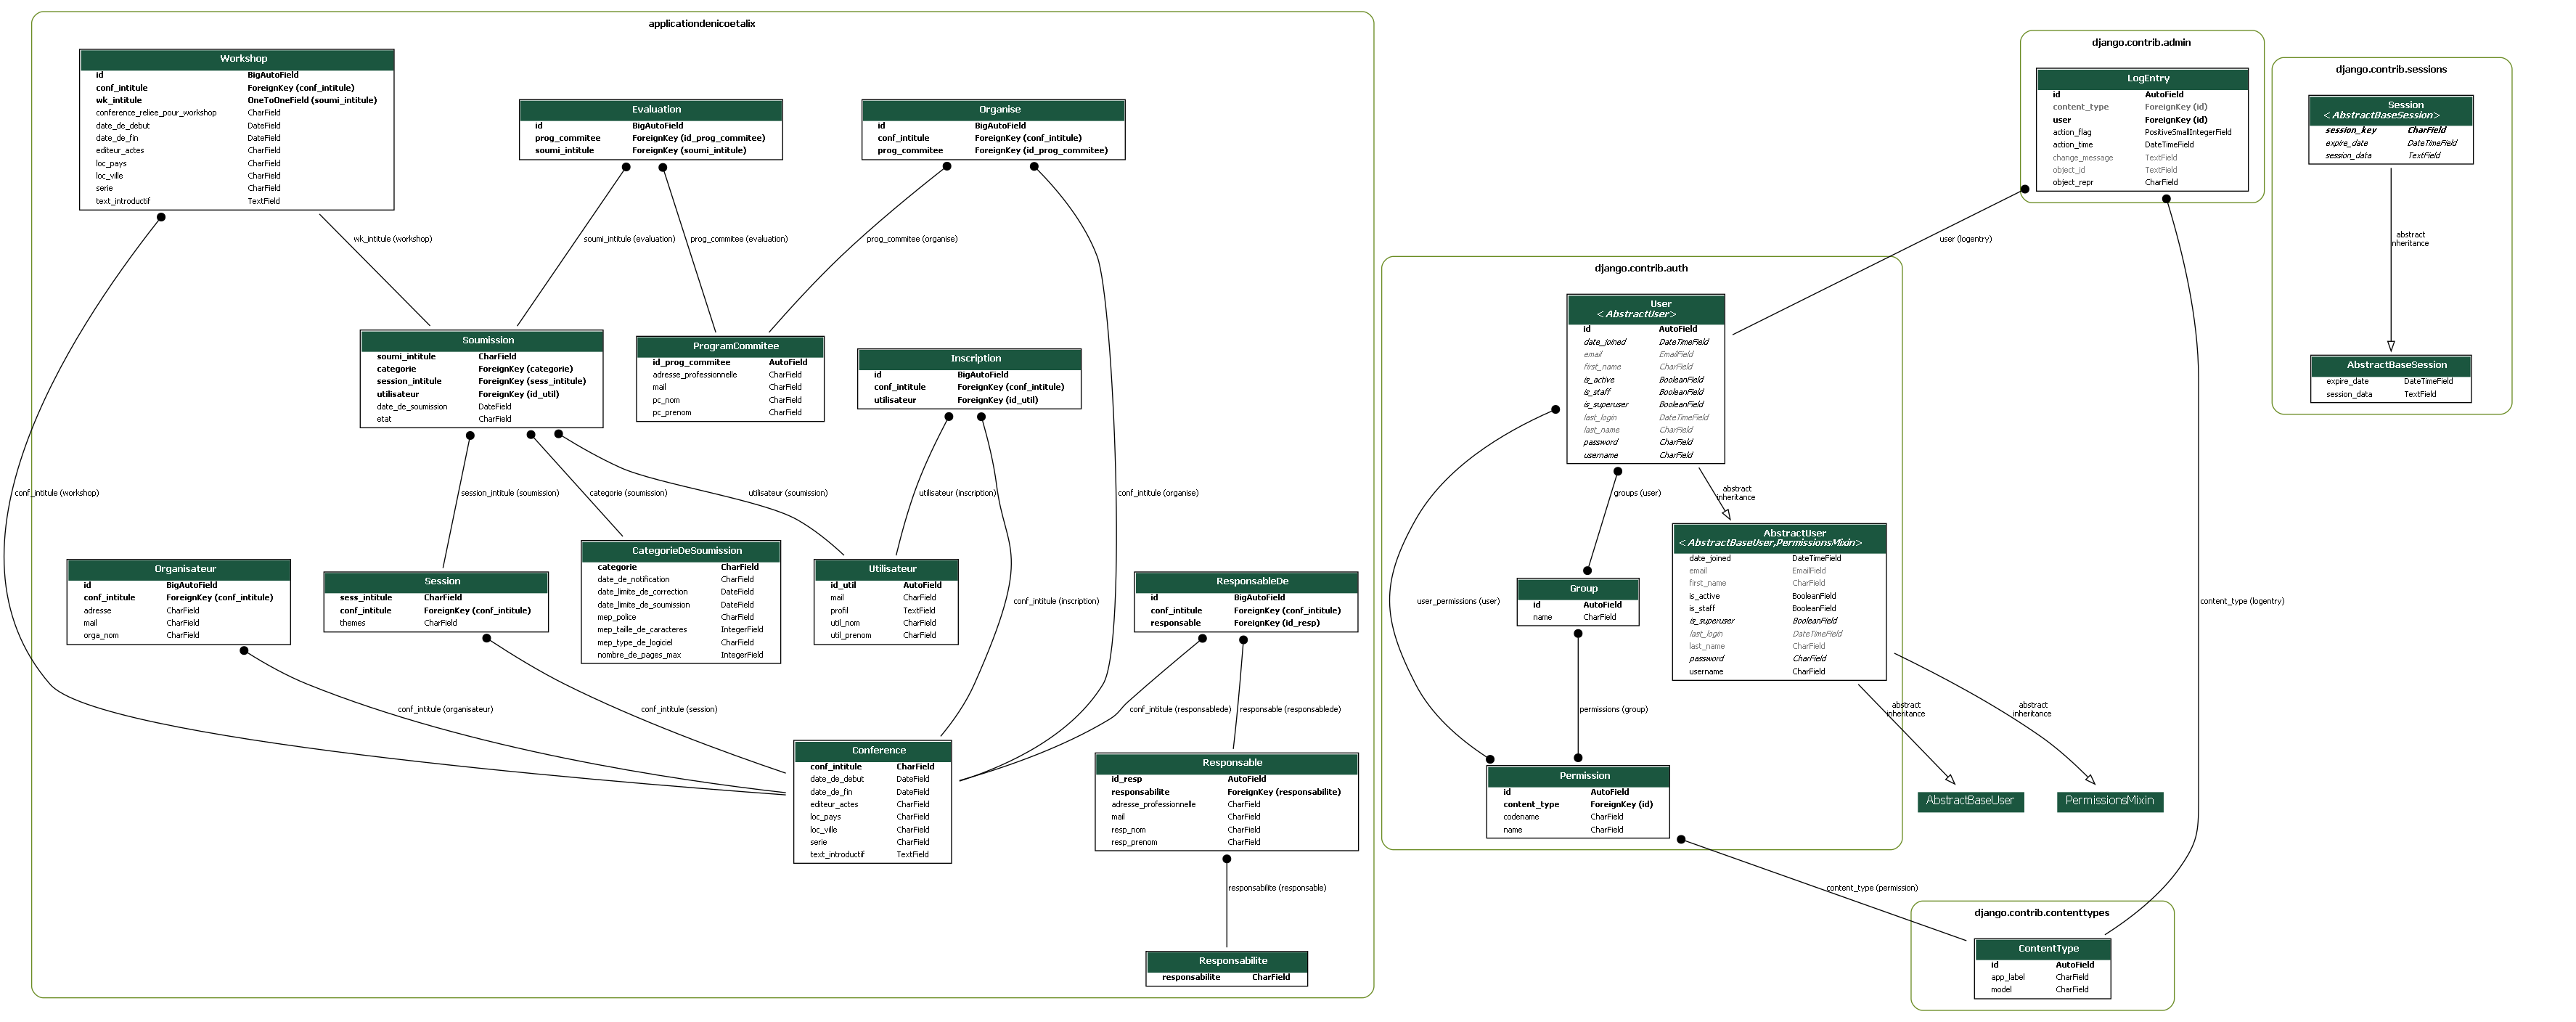 applicationdenicoetalix
Workshop
id BigAutoField
conf_intitule ForeignKey (conf_intitule)
wk_intitule OneToOneField (soumi_intitule)
conference_reliee_pour_workshop CharField
date_de_debut DateField
date_de_fin DateField
editeur_actes CharField
loc_pays CharField
loc_ville CharField
serie CharField
text_introductif TextField
Evaluation
id BigAutoField
prog_commitee ForeignKey (id_prog_commitee)
soumi_intitule ForeignKey (soumi_intitule)
Organise
id BigAutoField
conf_intitule ForeignKey (conf_intitule)
prog_commitee ForeignKey (id_prog_commitee)
wk_intitule (workshop)
soumi_intitule (evaluation)
prog_commitee (evaluation)
prog_commitee (organise)
Soumission
soumi_intitule CharField
categorie ForeignKey (categorie)
session_intitule ForeignKey (sess_intitule)
utilisateur ForeignKey (id_util)
date_de_soumission DateField
etat CharField
ProgramCommitee
id_prog_commitee AutoField
adresse_professionnelle CharField
mail CharField
pc_nom CharField
pc_prenom CharField
Inscription
id BigAutoField
conf_intitule ForeignKey (conf_intitule)
utilisateur ForeignKey (id_util)
conf_intitule (workshop)
session_intitule (soumission)
categorie (soumission)
utilisateur (soumission)
utilisateur (inscription)
conf_intitule (organise)
Organisateur
id BigAutoField
conf_intitule ForeignKey (conf_intitule)
adresse CharField
mail CharField
orga_nom CharField
Session
sess_intitule CharField
conf_intitule ForeignKey (conf_intitule)
themes CharField
CategorieDeSoumission
categorie CharField
date_de_notification CharField
date_limite_de_correction DateField
date_limite_de_soumission DateField
mep_police CharField
mep_taille_de_caracteres IntegerField
mep_type_de_logiciel CharField
nombre_de_pages_max IntegerField
Utilisateur
id_util AutoField
mail CharField
profil TextField
util_nom CharField
util_prenom CharField
conf_intitule (inscription)
ResponsableDe
id BigAutoField
conf_intitule ForeignKey (conf_intitule)
responsable ForeignKey (id_resp)
conf_intitule (organisateur)
conf_intitule (session)
conf_intitule (responsablede)
responsable (responsablede)
Conference
conf_intitule CharField
date_de_debut DateField
date_de_fin DateField
editeur_actes CharField
loc_pays CharField
loc_ville CharField
serie CharField
text_introductif TextField
Responsable
id_resp AutoField
responsabilite ForeignKey (responsabilite)
adresse_professionnelle CharField
mail CharField
resp_nom CharField
resp_prenom CharField
responsabilite (responsable)
Responsabilite
responsabilite CharField
django.contrib.admin
LogEntry
id AutoField
content_type ForeignKey (id)
user ForeignKey (id)
action_flag PositiveSmallIntegerField
action_time DateTimeField
change_message TextField
object_id TextField
object_repr CharField
user (logentry)
django.contrib.sessions
Session
<AbstractBaseSession>
session_key CharField
expire_date DateTimeField
session_data TextField
abstract
inheritance
AbstractBaseSession
expire_date DateTimeField
session_data TextField
django.contrib.auth
User
<AbstractUser>
id AutoField
date_joined DateTimeField
email EmailField
first_name CharField
is_active BooleanField
is_staff BooleanField
is_superuser BooleanField
last_login DateTimeField
last_name CharField
password CharField
username CharField
groups (user)
abstract
inheritance
user_permissions (user)
Group
id AutoField
name CharField
AbstractUser
<AbstractBaseUser,PermissionsMixin>
date_joined DateTimeField
email EmailField
first_name CharField
is_active BooleanField
is_staff BooleanField
is_superuser BooleanField
last_login DateTimeField
last_name CharField
password CharField
username CharField
content_type (logentry)
permissions (group)
abstract
inheritance
abstract
inheritance
Permission
id AutoField
content_type ForeignKey (id)
codename CharField
name CharField
AbstractBaseUser
PermissionsMixin
content_type (permission)
django.contrib.contenttypes
ContentType
id AutoField
app_label CharField
model CharField